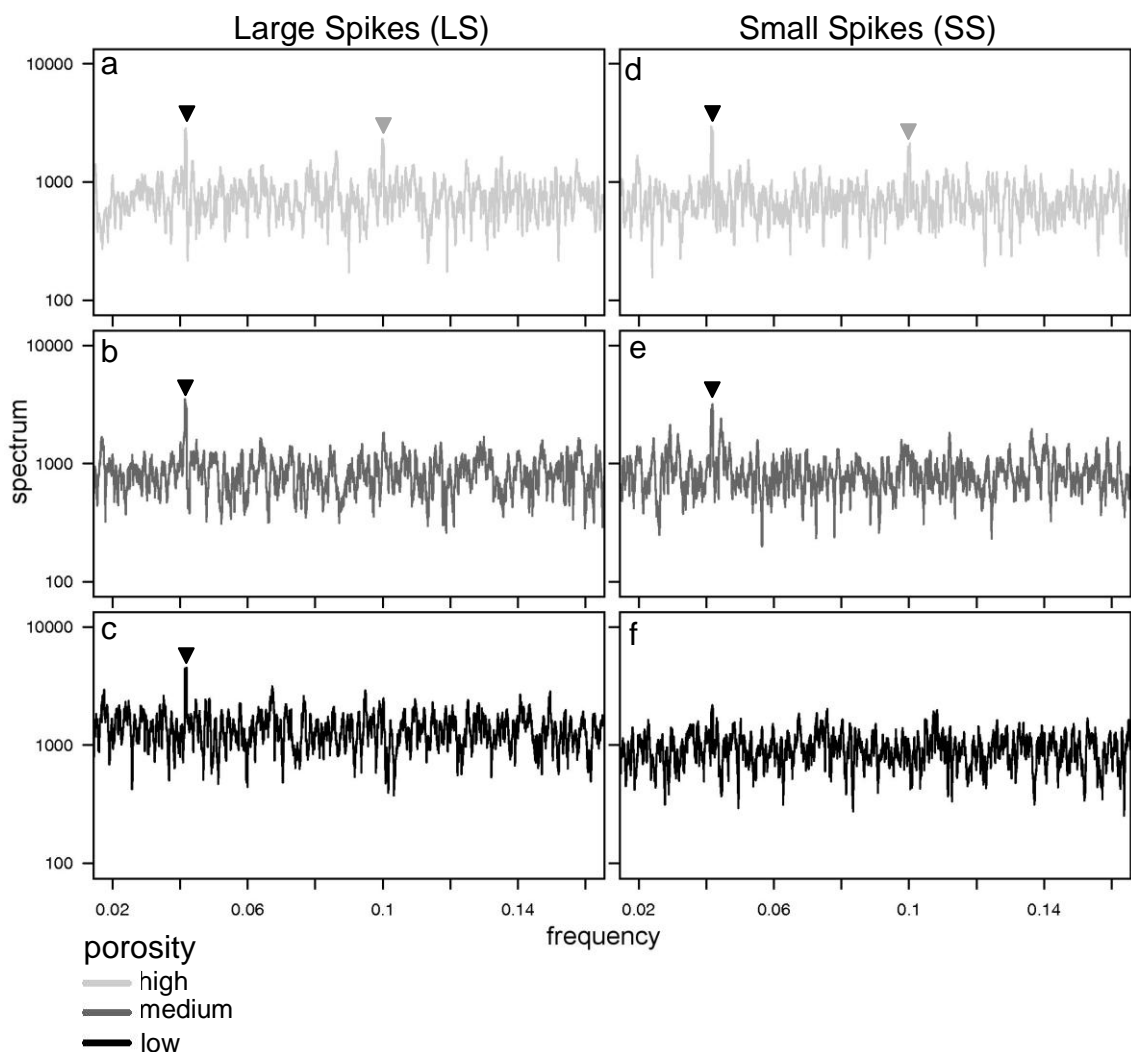 Large Spikes (LS)
Small Spikes (SS)
a
d
10000
1000
100
b
e
10000
1000
100
spectrum
c
f
10000
1000
100
0.02 0.06 0.1 0.14
0.02 0.06 0.1 0.14
frequency
porosity
high
medium
low